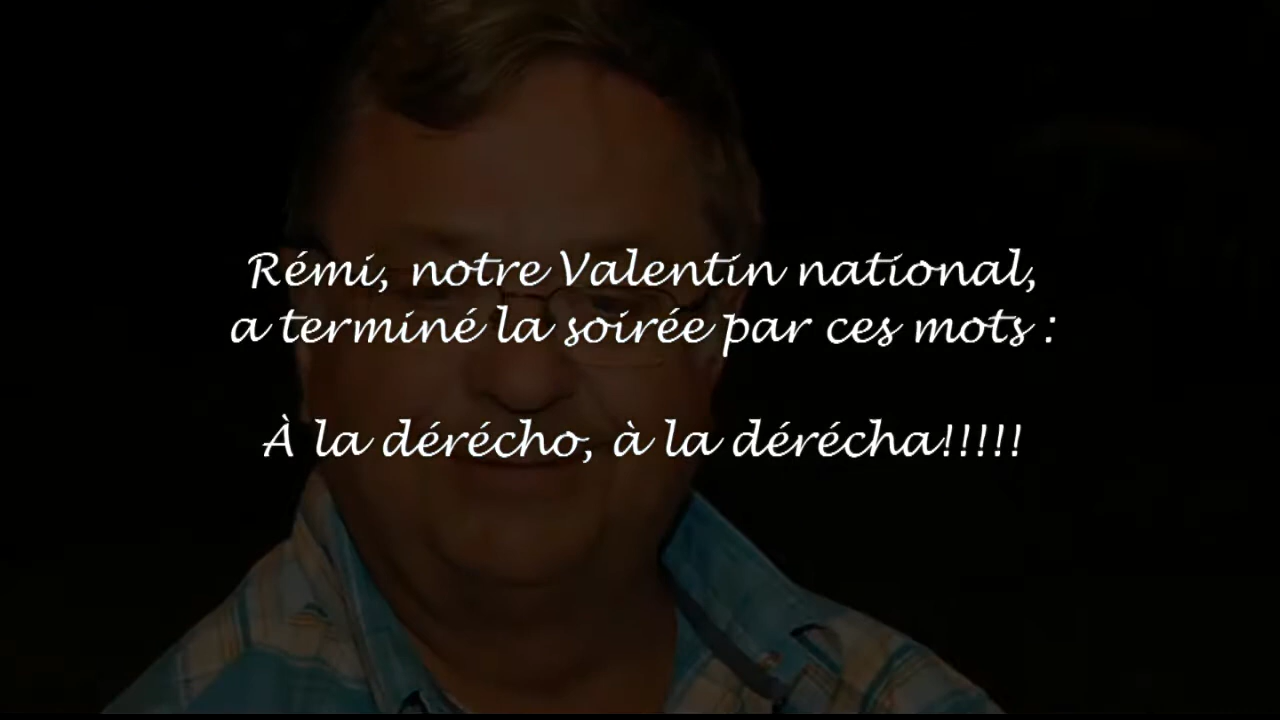 Rémi, notre Valentin national,
a terminé la soirée par ces mots :
À la dérécho, à la dérécha!!!!!